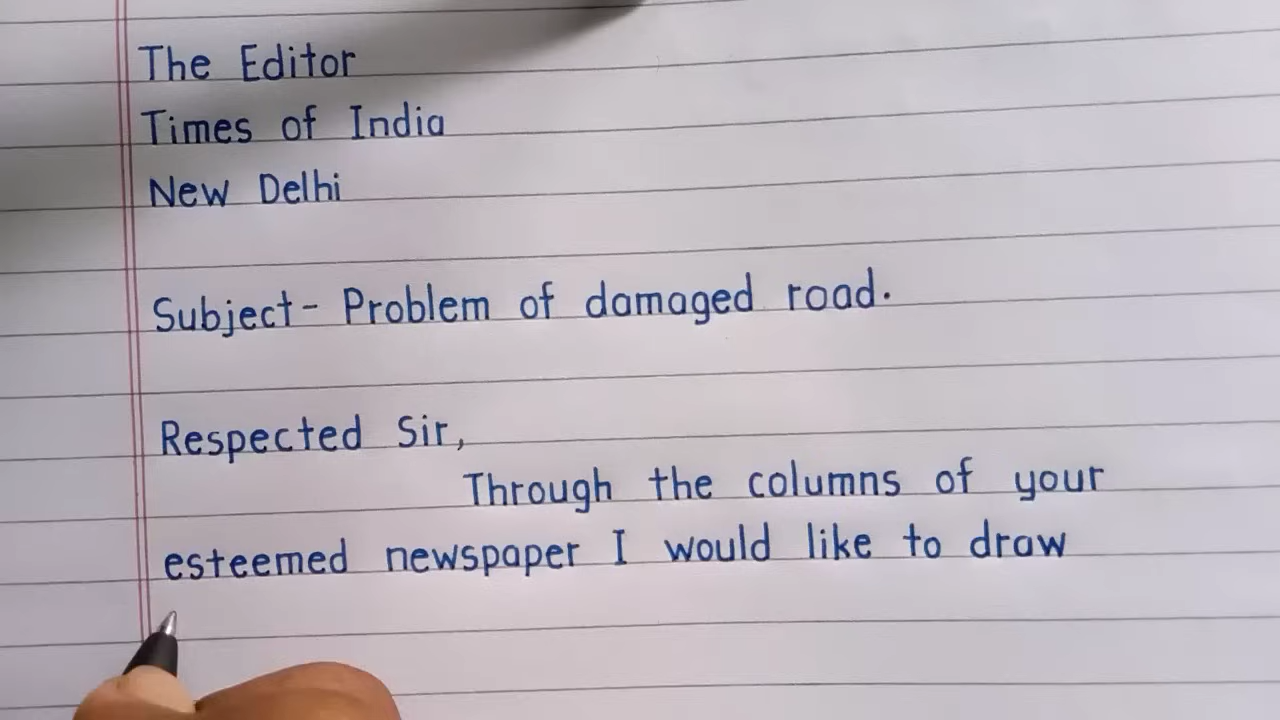 The Editor
Times of India
New Delhi
Subject- Problem of damaged road.
Respected Sir,
Through the columns of your
esteemed newspaper I would like to draw